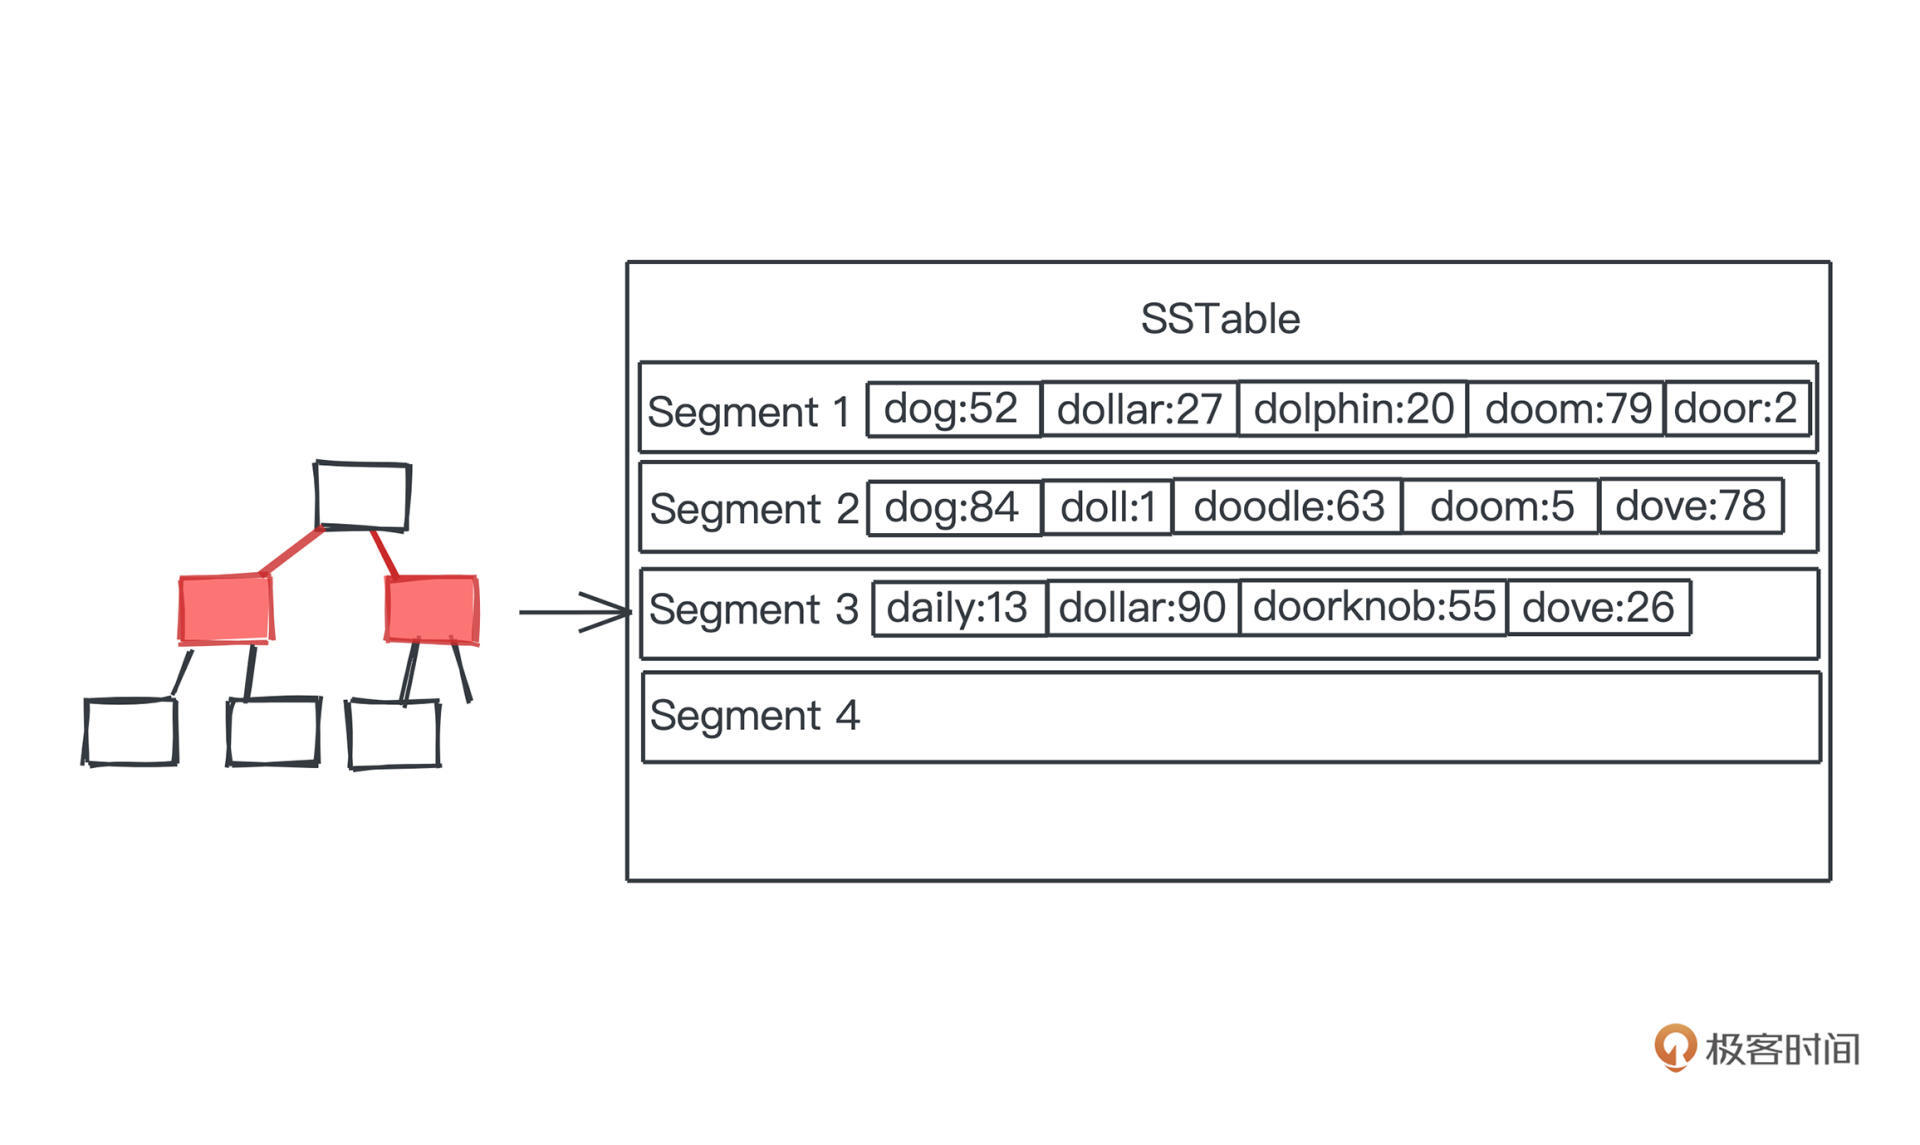 SSTable
Segment 1 dog:52 dollar:27 dolphin:20 doom:79 door:2
Segment 2 dog:84 doll:1 doodle:63 doom:5 dove:78
Segment 3 daily:13 dollar:90 doorknob:55 dove:26
Segment 4
极客时间